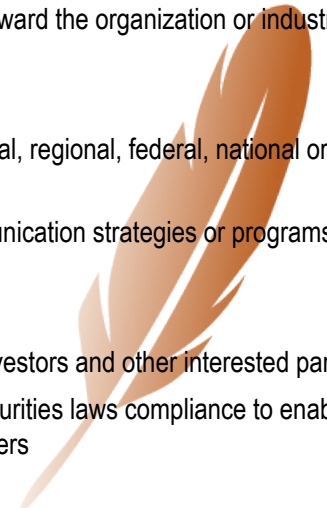 ward the organization or industr
al, regional, federal, national or
unication strategies or programs
vestors and other interested par
urities laws compliance to enab
ers